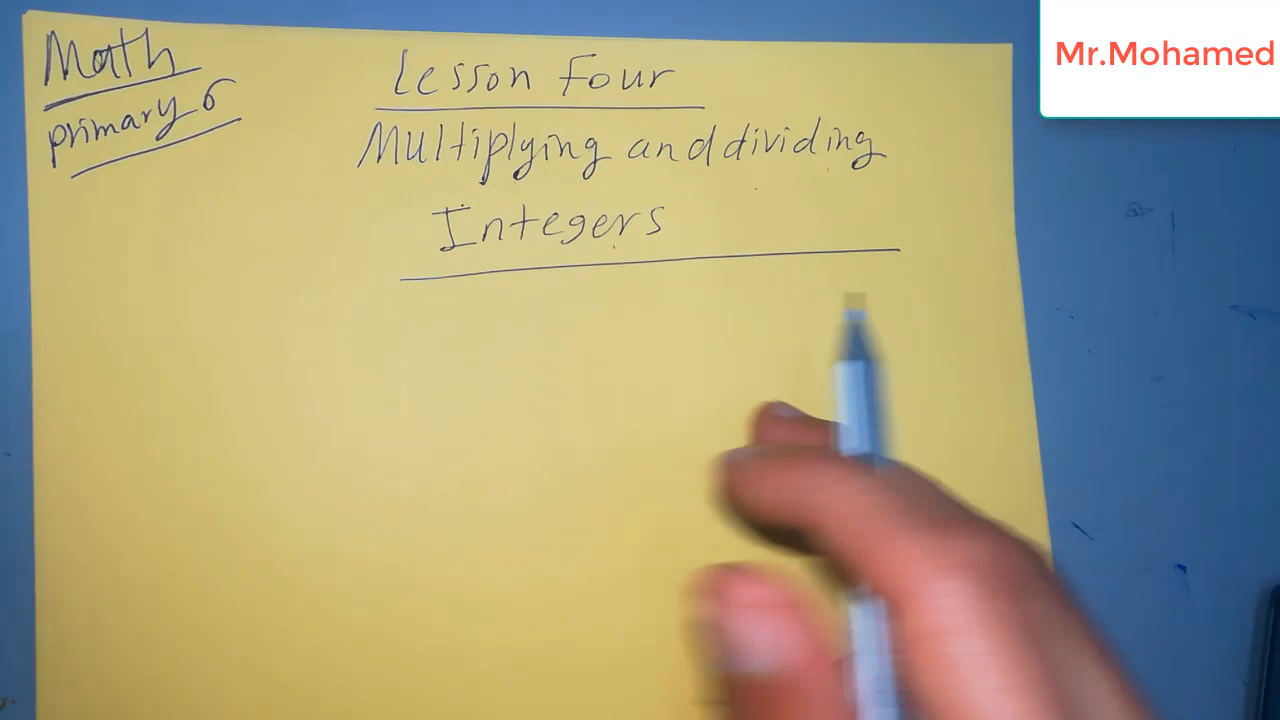 Math
primary 6
Lesson Four
Multiplying and dividing
Integers
Mr.Mohamed